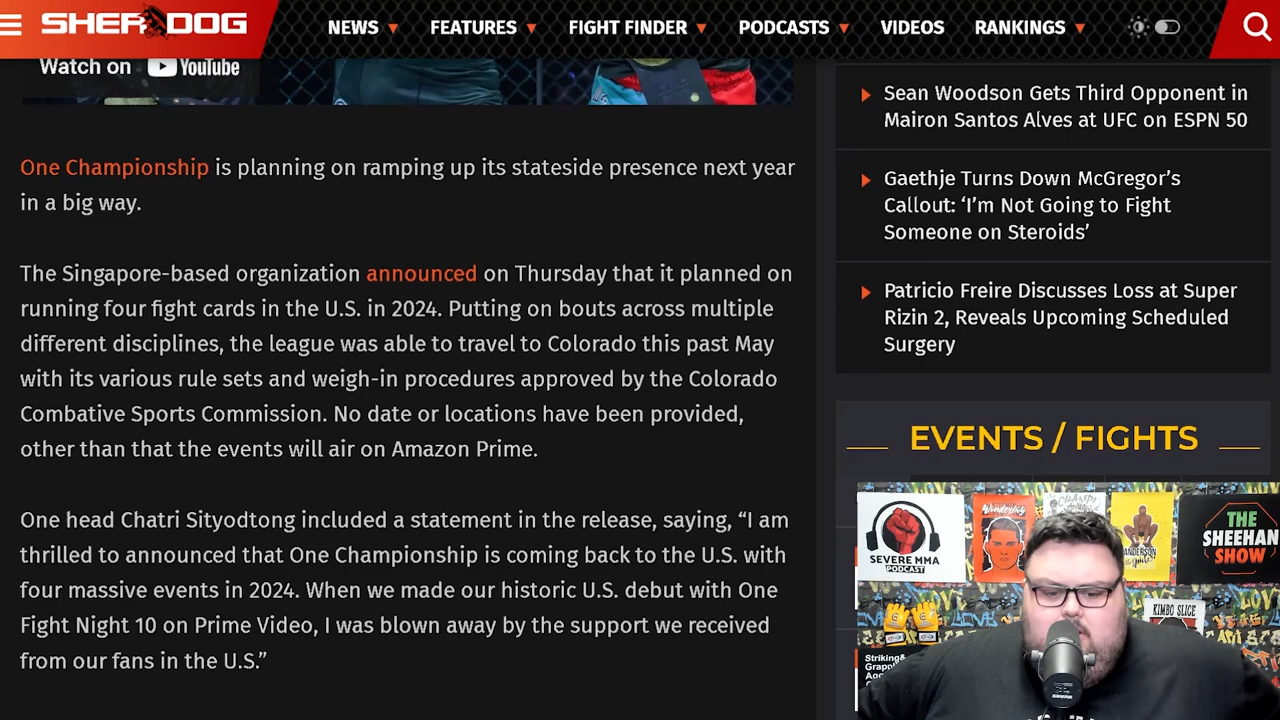 SHERDOG
NEWS
FEATURES
FIGHT FINDER
PODCASTS
VIDEOS
RANKINGS
Watch on YouTube
One Championship is planning on ramping up its stateside presence next year
in a big way.
The Singapore-based organization announced on Thursday that it planned on
running four fight cards in the U.S. in 2024. Putting on bouts across multiple
different disciplines, the league was able to travel to Colorado this past May
with its various rule sets and weigh-in procedures approved by the Colorado
Combative Sports Commission. No date or locations have been provided,
other than that the events will air on Amazon Prime.
One head Chatri Sityodtong included a statement in the release, saying, “I am
thrilled to announced that One Championship is coming back to the U.S. with
four massive events in 2024. When we made our historic U.S. debut with One
Fight Night 10 on Prime Video, I was blown away by the support we received
from our fans in the U.S.”
Sean Woodson Gets Third Opponent in
Mairon Santos Alves at UFC on ESPN 50
Gaethje Turns Down McGregor’s
Callout: ‘I’m Not Going to Fight
Someone on Steroids’
Patricio Freire Discusses Loss at Super
Rizin 2, Reveals Upcoming Scheduled
Surgery
EVENTS / FIGHTS
SEVERE MMA
PODCAST
Wonderboy
ANDERSON
THE
SHEEHAN
SHOW
KIMBO SLICE
Striking&